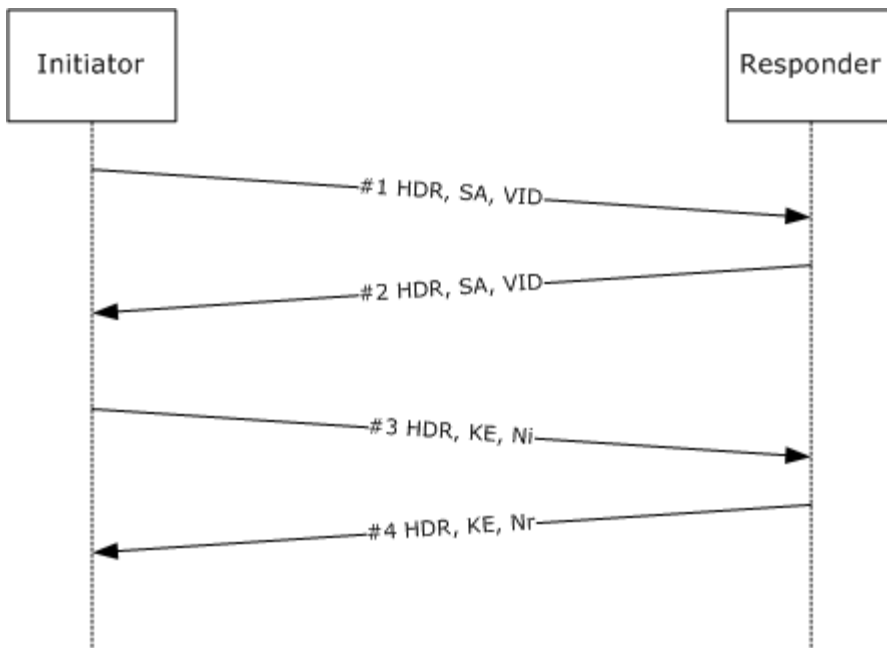 Initiator
Responder
#1 HDR, SA, VID
#2 HDR, SA, VID
#3 HDR, KE, Ni
#4 HDR, KE, Nr